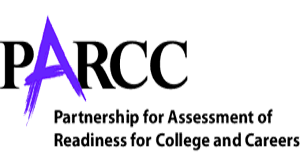 PARCC
Partnership for Assessment of
Readiness for College and Careers